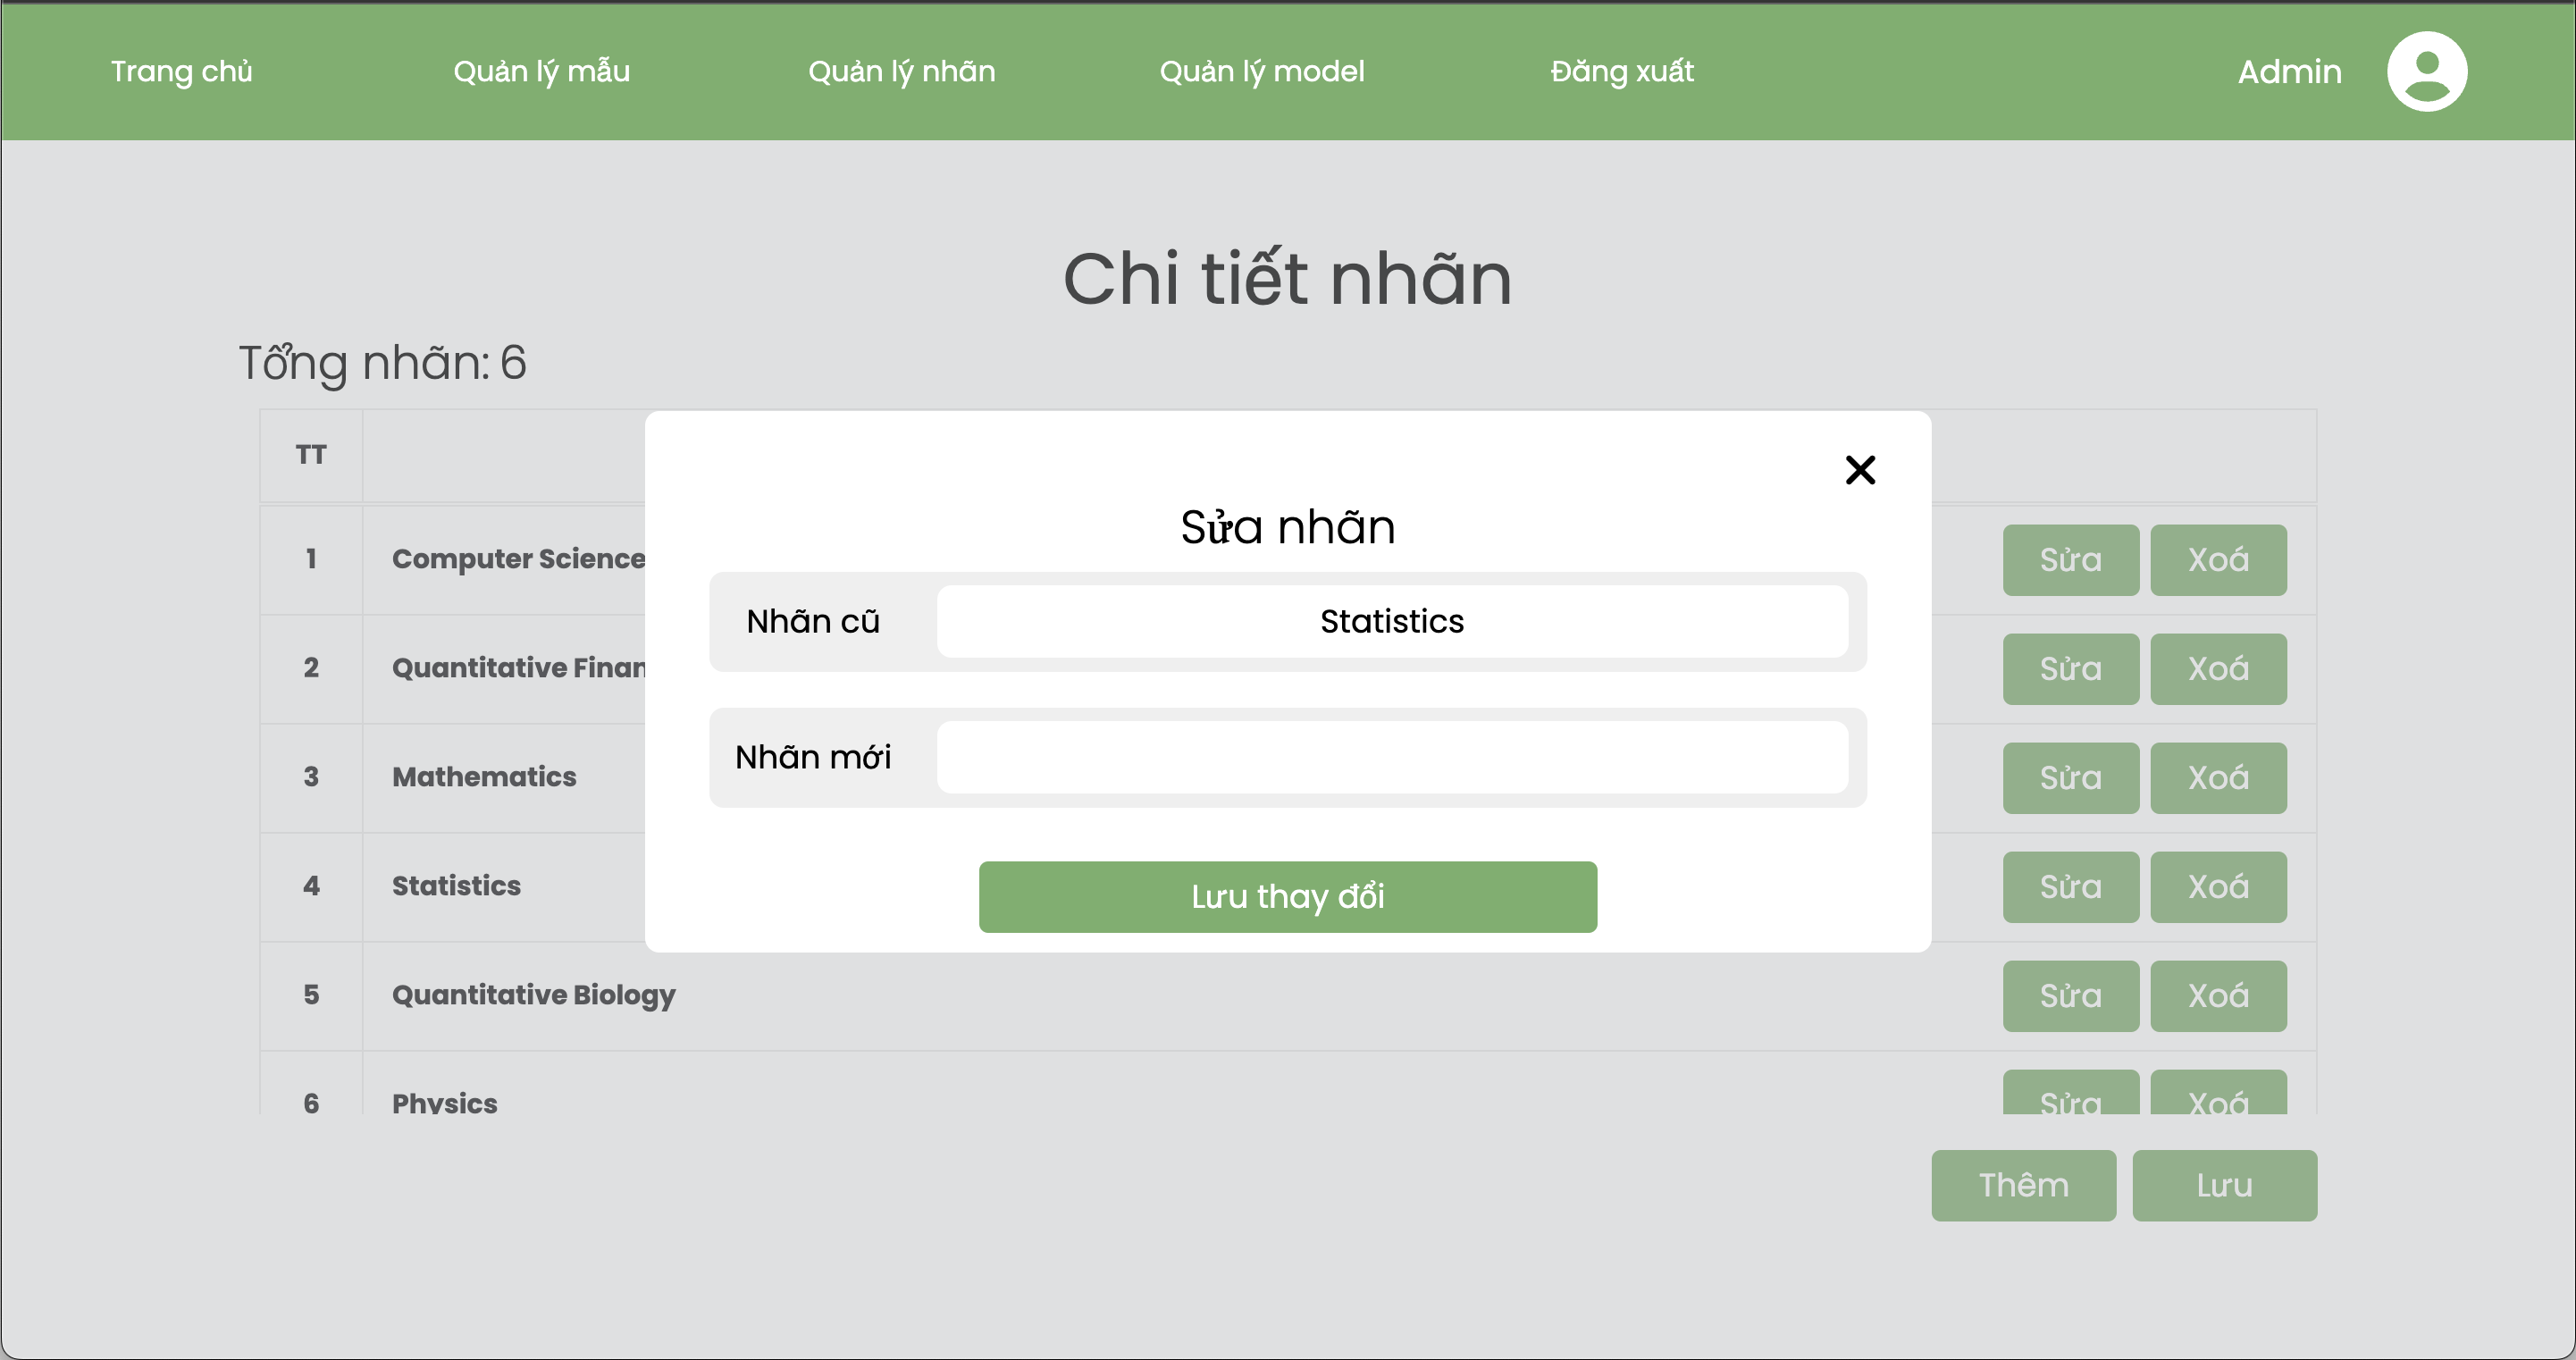 Trang chủ Quản lý mẫu Quản lý nhãn Quản lý model Đăng xuất Admin
Chi tiết nhãn
Tổng nhãn: 6
TT
1 Computer Science Sửa Xoá
2 Quantitative Finan Sửa Xoá
3 Mathematics Sửa Xoá
4 Statistics Sửa Xoá
5 Quantitative Biology Sửa Xoá
6 Physics Sửa Xoá
Sửa nhãn
Nhãn cũ Statistics
Nhãn mới
Lưu thay đổi
Thêm Lưu